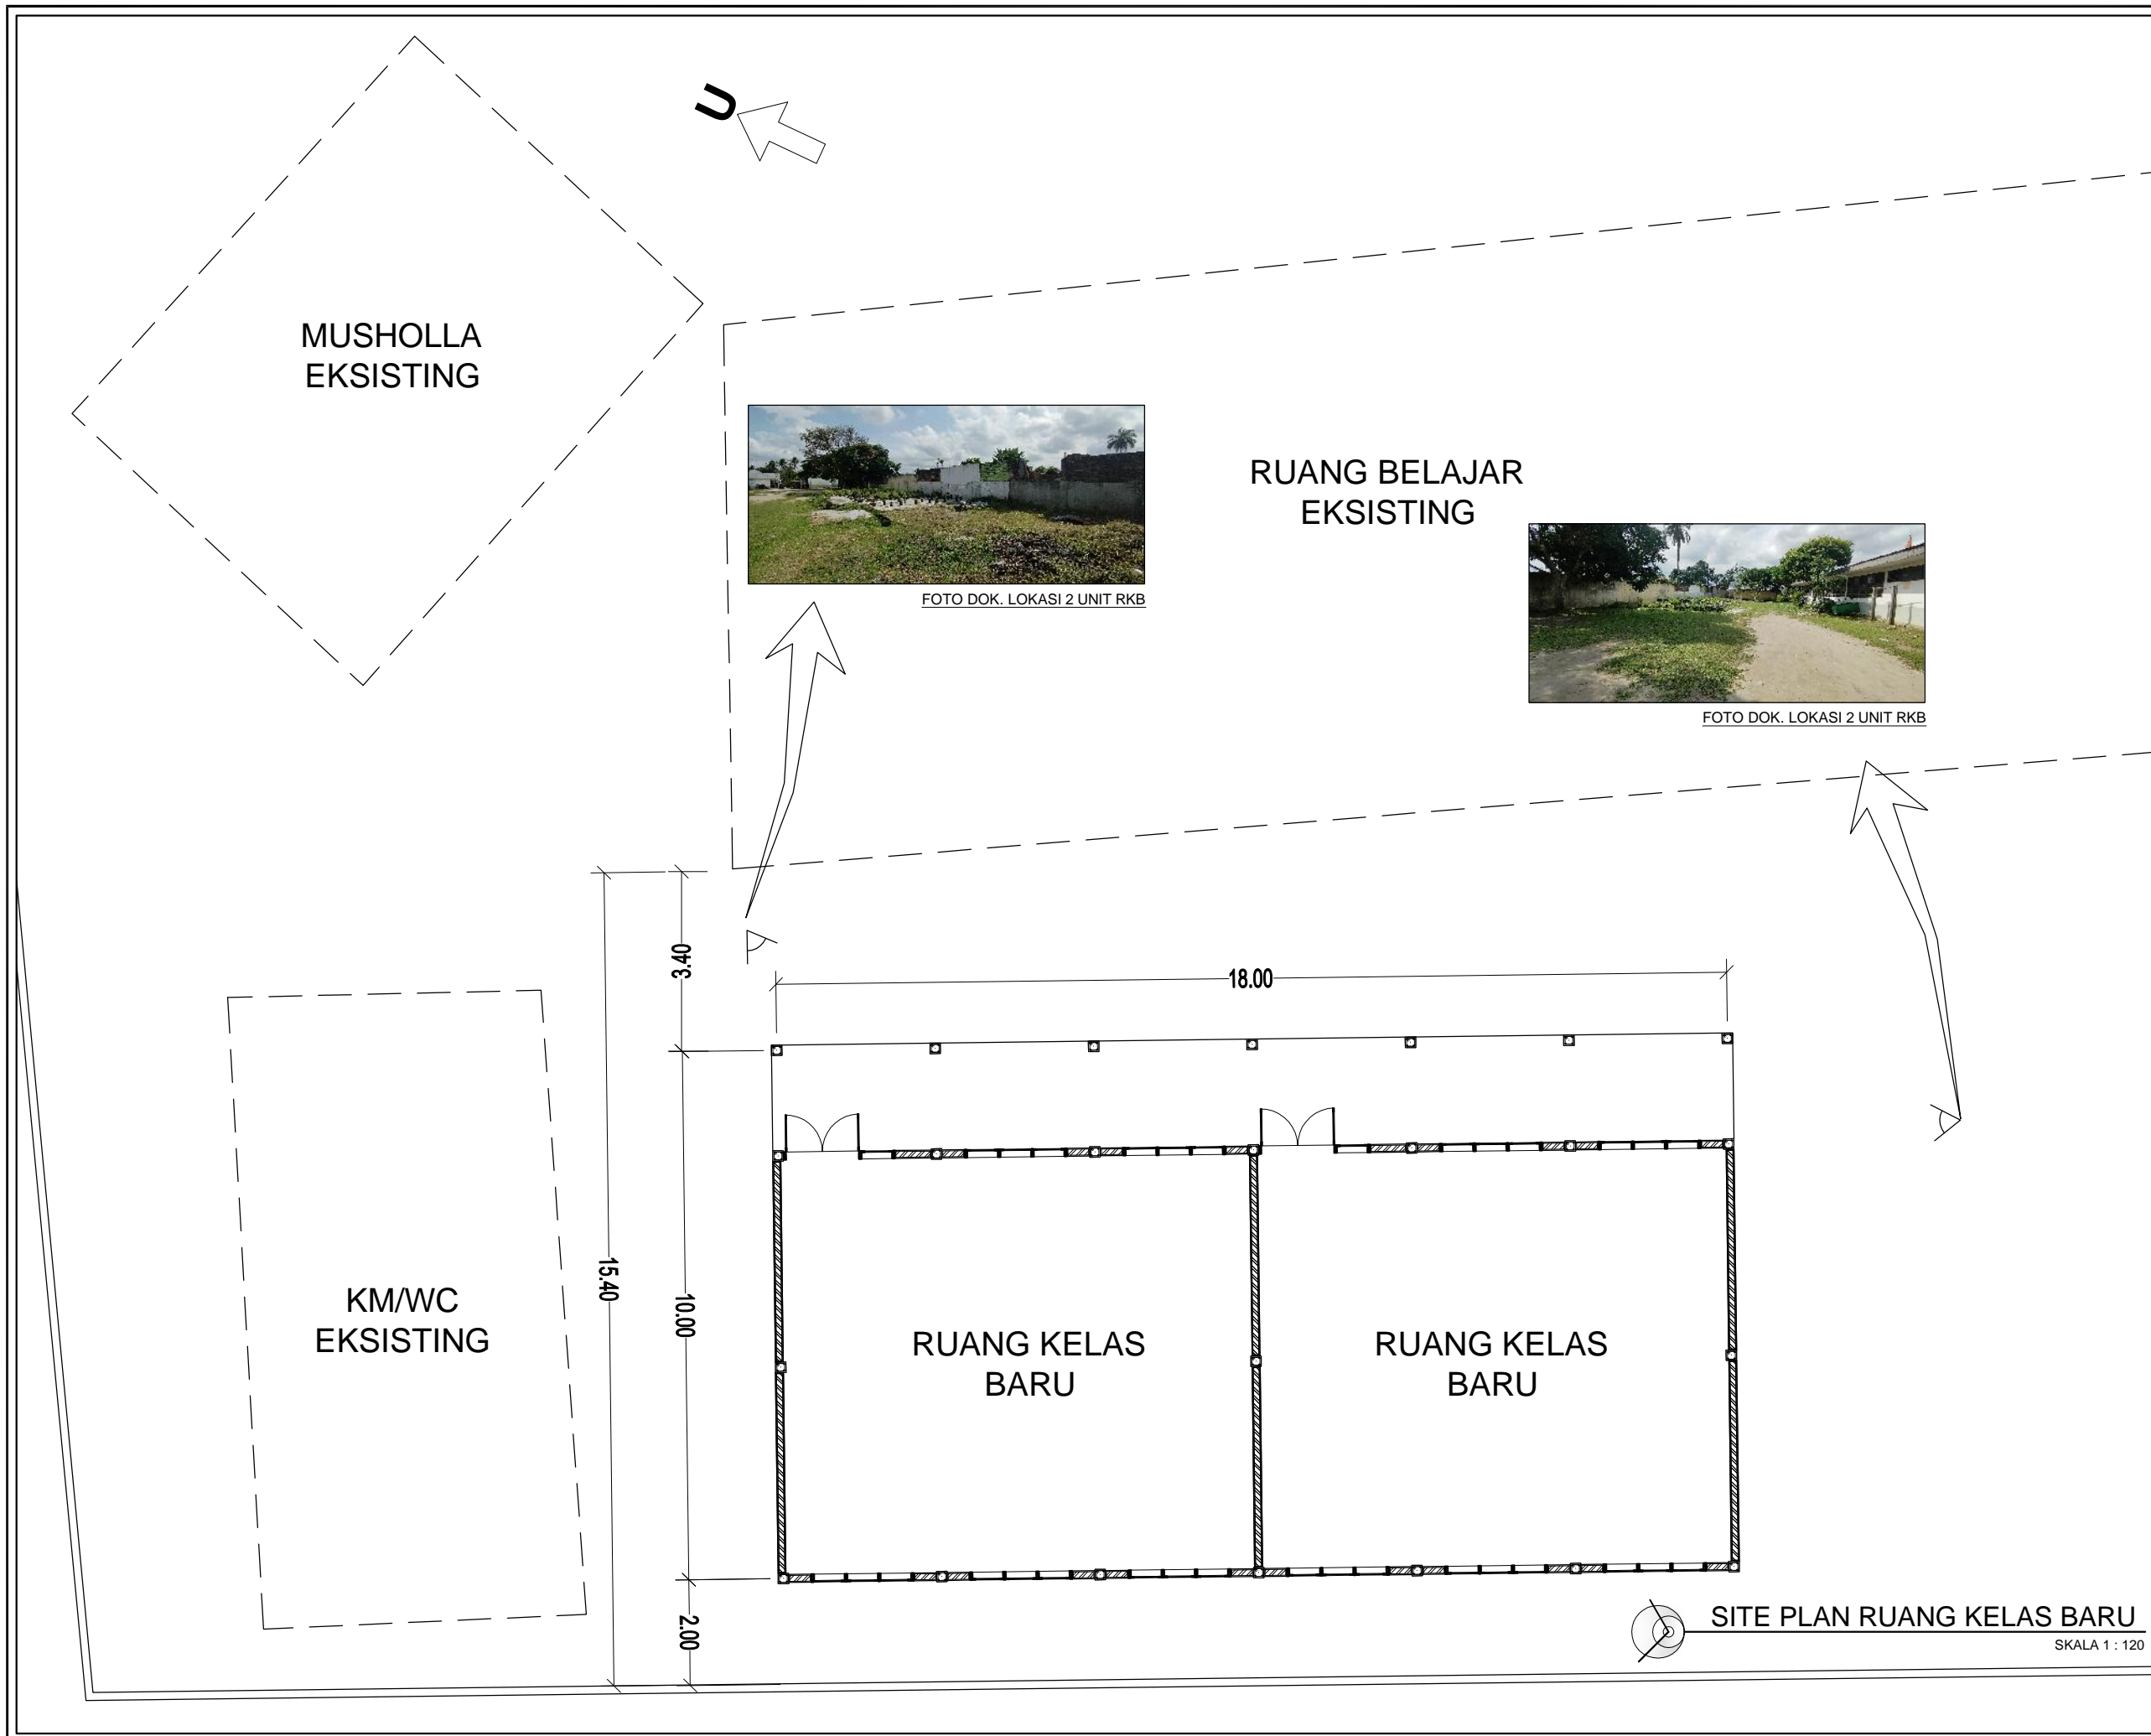 U
MUSHOLLA
EKSISTING
RUANG BELAJAR
EKSISTING
FOTO DOK. LOKASI 2 UNIT RKB
FOTO DOK. LOKASI 2 UNIT RKB
3.40
18.00
15.40
10.00
KM/WC
EKSISTING
RUANG KELAS
BARU
RUANG KELAS
BARU
2.00
SITE PLAN RUANG KELAS BARU
SKALA 1 : 120